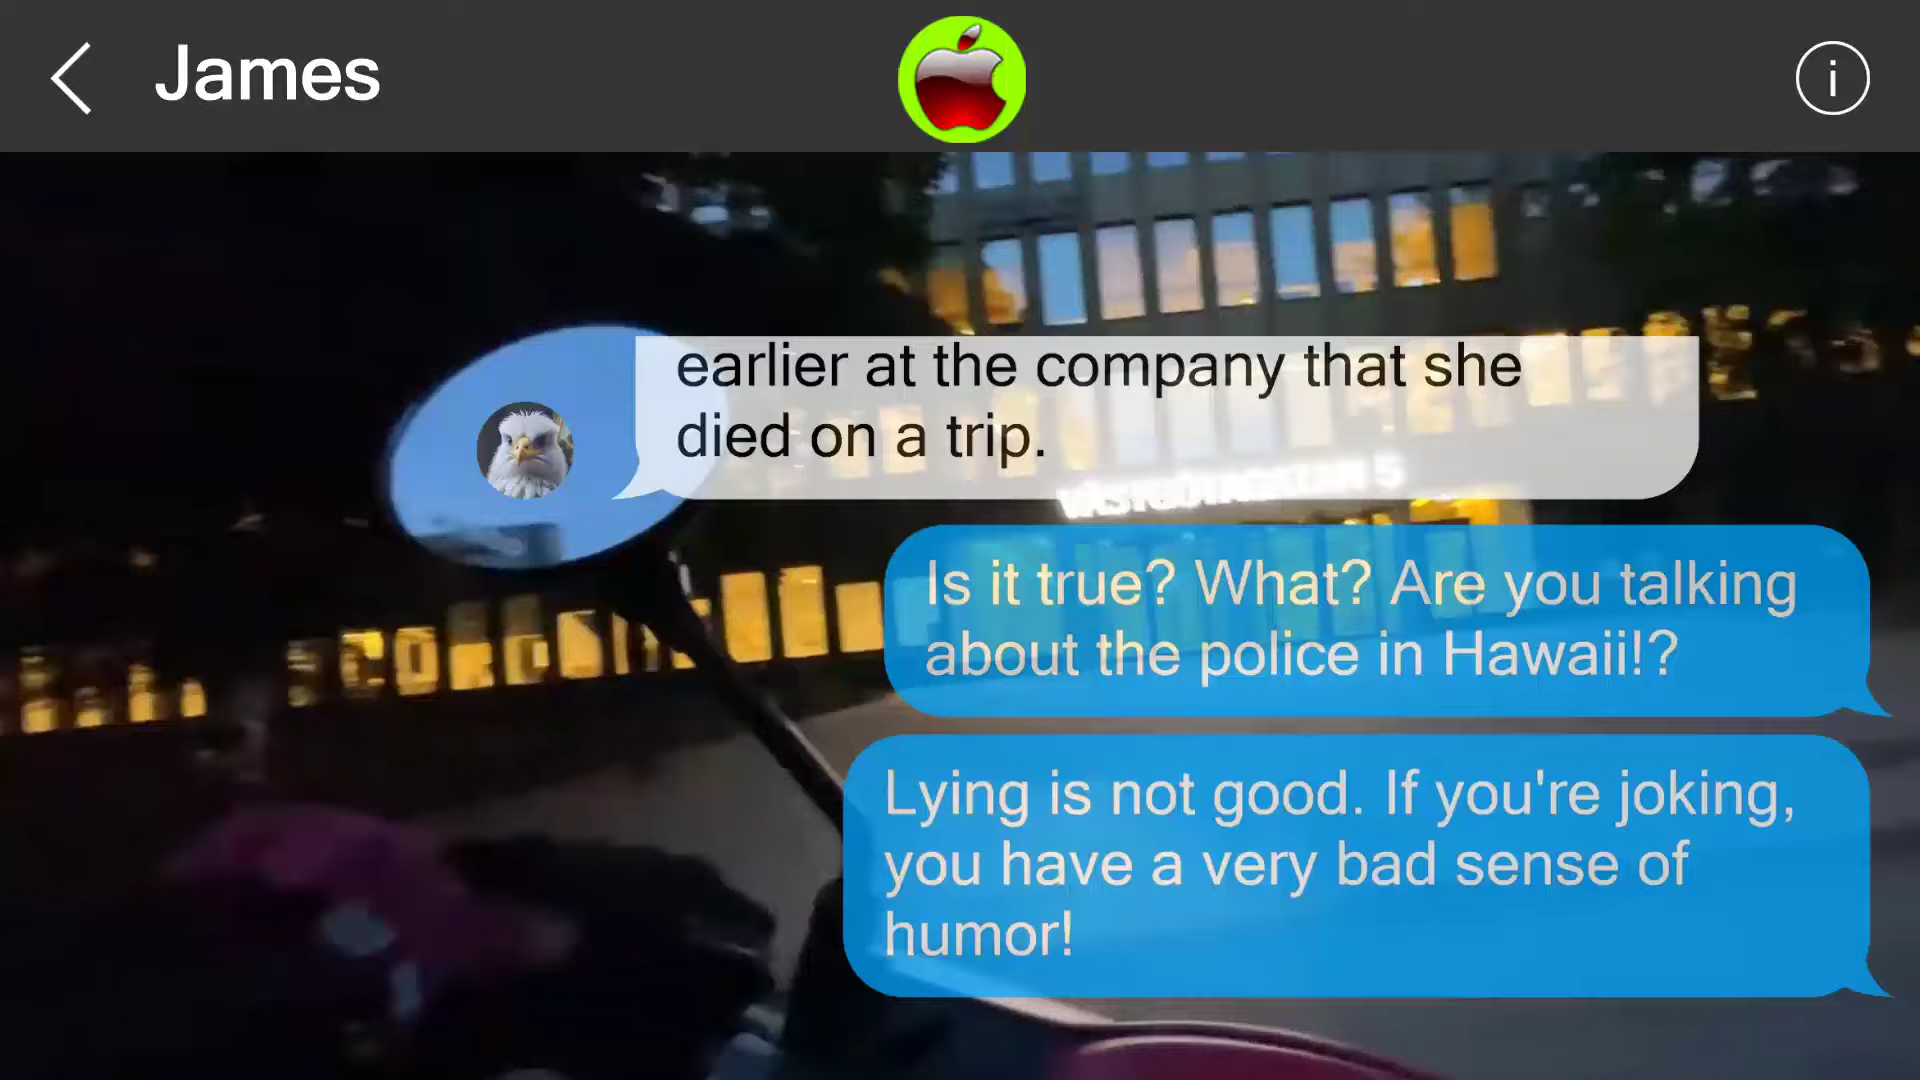 James
i
earlier at the company that she
died on a trip.
Is it true? What? Are you talking
about the police in Hawaii!?
Lying is not good. If you're joking,
you have a very bad sense of
humor!